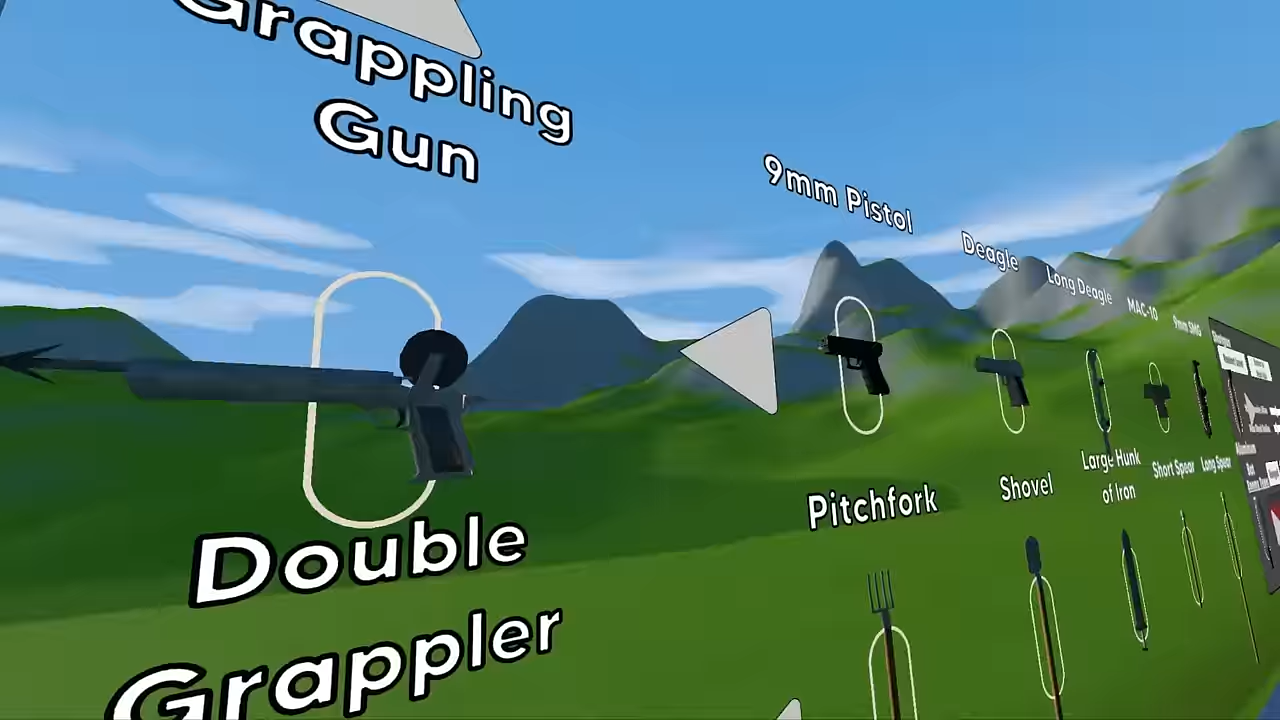 Grappling
Gun
9mm Pistol
Deagle
Long Deagle
MAC-10
9mm SMG
Double
Grappler
Pitchfork
Shovel
Large Hunk
of Iron
Short Spear
Long Spear